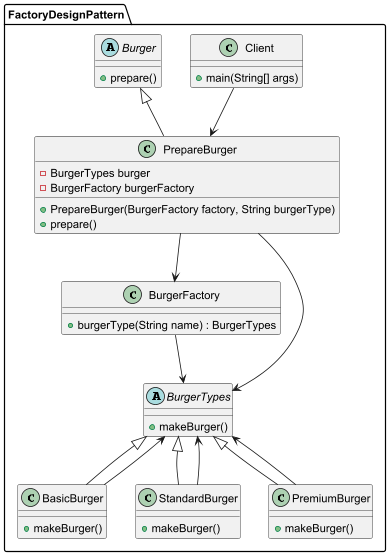 FactoryDesignPattern
A Burger
prepare()
C Client
main(String[] args)
C PrepareBurger
BurgerTypes burger
BurgerFactory burgerFactory
PrepareBurger(BurgerFactory factory, String burgerType)
prepare()
C BurgerFactory
burgerType(String name) : BurgerTypes
A BurgerTypes
makeBurger()
C BasicBurger
makeBurger()
C StandardBurger
makeBurger()
C PremiumBurger
makeBurger()